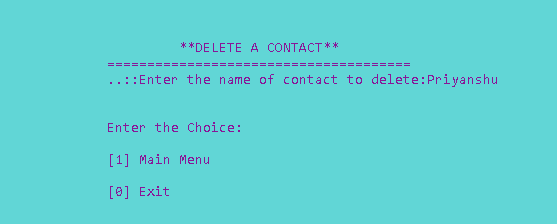 **DELETE A CONTACT**
======================================
..::Enter the name of contact to delete:Priyanshu
Enter the Choice:
[1] Main Menu
[0] Exit